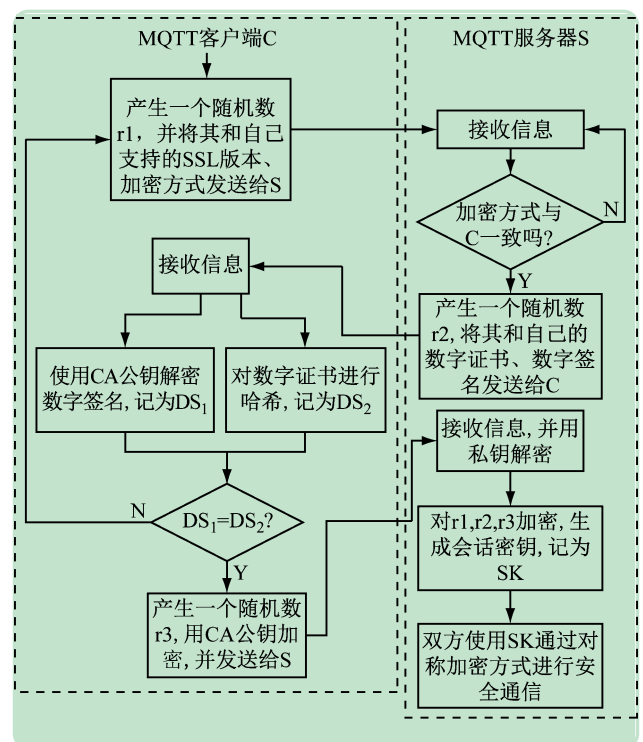 MQTT客户端C
产生一个随机数
r1，并将其和自己
支持的SSL版本、
加密方式发送给S
接收信息
使用CA公钥解密
数字签名,记为DS₁
对数字证书进行
哈希,记为DS₂
N
DS₁=DS₂?
Y
产生一个随机数
r3,用CA公钥加
密,并发送给S
MQTT服务器S
接收信息
加密方式与
C一致吗?
N
Y
产生一个随机数
r2,将其和自己的
数字证书、数字签
名发送给C
接收信息,并用
私钥解密
对r1,r2,r3加密,生
成会话密钥,记为
SK
双方使用SK通过对
称加密方式进行安
全通信